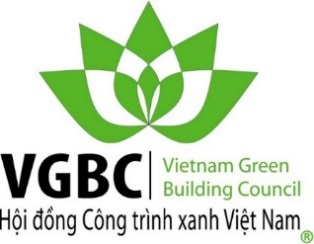 VGBC
Vietnam Green
Building Council
Hội đồng Công trình xanh Việt Nam ®